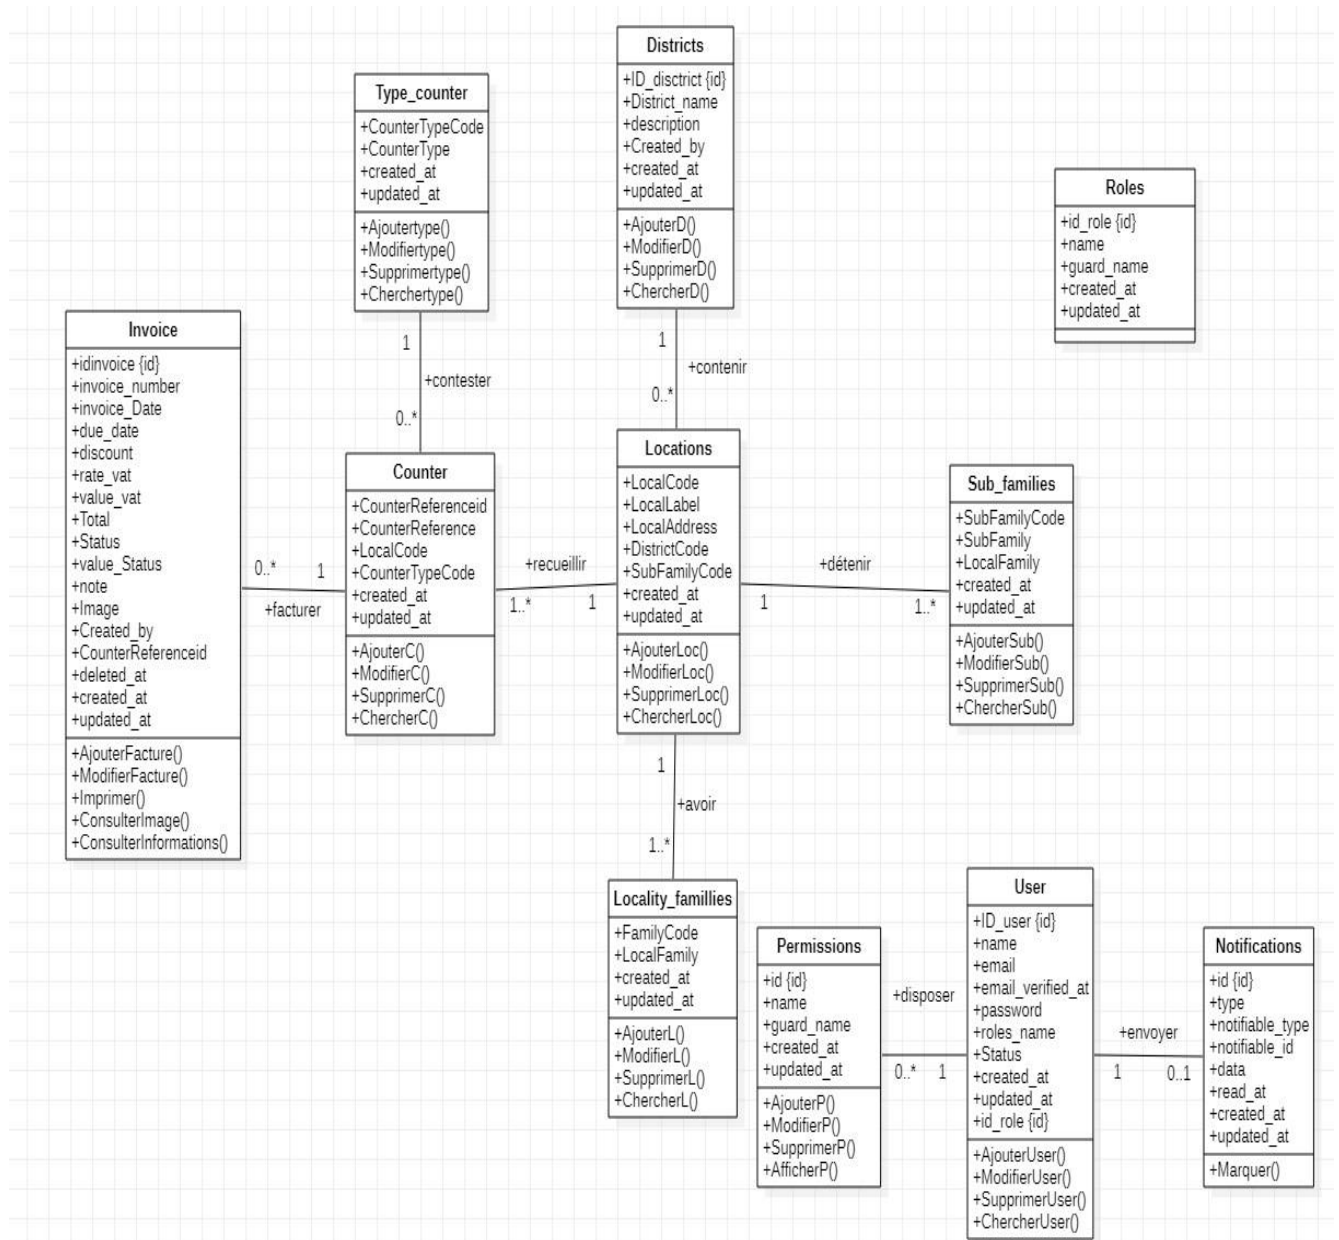 Districts
+ID_disctrict {id}
+District_name
+description
+Created_by
+created_at
+updated_at
+AjouterD()
+ModifierD()
+SupprimerD()
+ChercherD()
Type_counter
+CounterTypeCode
+CounterType
+created_at
+updated_at
+Ajoutertype()
+Modifiertype()
+Supprimertype()
+Cherchertype()
Roles
+id_role {id}
+name
+guard_name
+created_at
+updated_at
1
+contester
0..*
1
+contenir
0..*
Invoice
+idinvoice {id}
+invoice_number
+invoice_Date
+due_date
+discount
+rate_vat
+value_vat
+Total
+Status
+value_Status
+note
+Image
+Created_by
+CounterReferenceid
+deleted_at
+created_at
+updated_at
+AjouterFacture()
+ModifierFacture()
+Imprimer()
+ConsulterImage()
+ConsulterInformations()
0..*
1
+facturer
Counter
+CounterReferenceid
+CounterReference
+LocalCode
+CounterTypeCode
+created_at
+updated_at
+AjouterC()
+ModifierC()
+SupprimerC()
+ChercherC()
+recueillir
1..*
1
Locations
+LocalCode
+LocalLabel
+LocalAddress
+DistrictCode
+SubFamilyCode
+created_at
+updated_at
+AjouterLoc()
+ModifierLoc()
+SupprimerLoc()
+ChercherLoc()
+détenir
1
1..*
Sub_families
+SubFamilyCode
+SubFamily
+LocalFamily
+created_at
+updated_at
+AjouterSub()
+ModifierSub()
+SupprimerSub()
+ChercherSub()
1
+avoir
1..*
Locality_famillies
+FamilyCode
+LocalFamily
+created_at
+updated_at
+AjouterL()
+ModifierL()
+SupprimerL()
+ChercherL()
Permissions
+id {id}
+name
+guard_name
+created_at
+updated_at
+AjouterP()
+ModifierP()
+SupprimerP()
+AfficherP()
+disposer
0..*
1
User
+ID_user {id}
+name
+email
+email_verified_at
+password
+roles_name
+Status
+created_at
+updated_at
+id_role {id}
+AjouterUser()
+ModifierUser()
+SupprimerUser()
+ChercherUser()
+envoyer
1
0..1
Notifications
+id {id}
+type
+notifiable_type
+notifiable_id
+data
+read_at
+created_at
+updated_at
+Marquer()